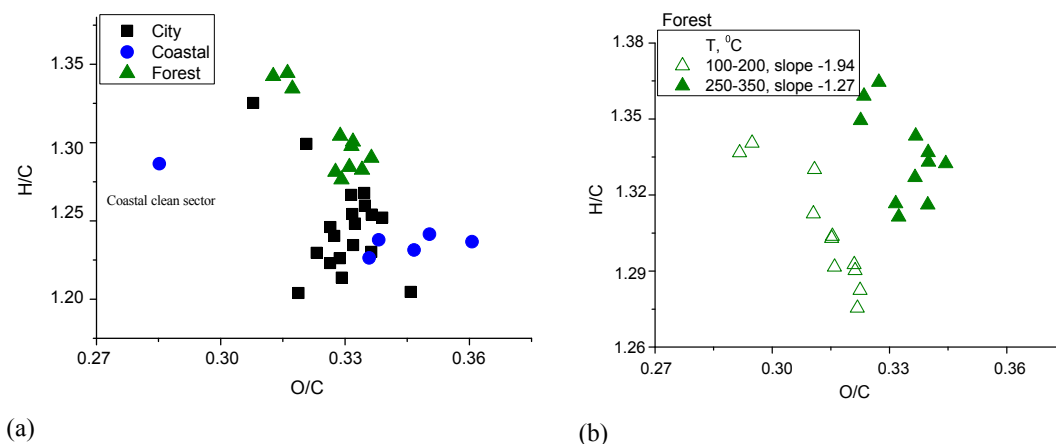 City
Coastal
Forest
1.35
1.30
1.25
1.20
H/C
Coastal clean sector
0.27
0.30
0.33
0.36
O/C
(a)
Forest
T, ⁰C
100-200, slope -1.94
250-350, slope -1.27
1.38
1.35
1.32
1.29
1.26
H/C
0.27
0.30
0.33
0.36
O/C
(b)